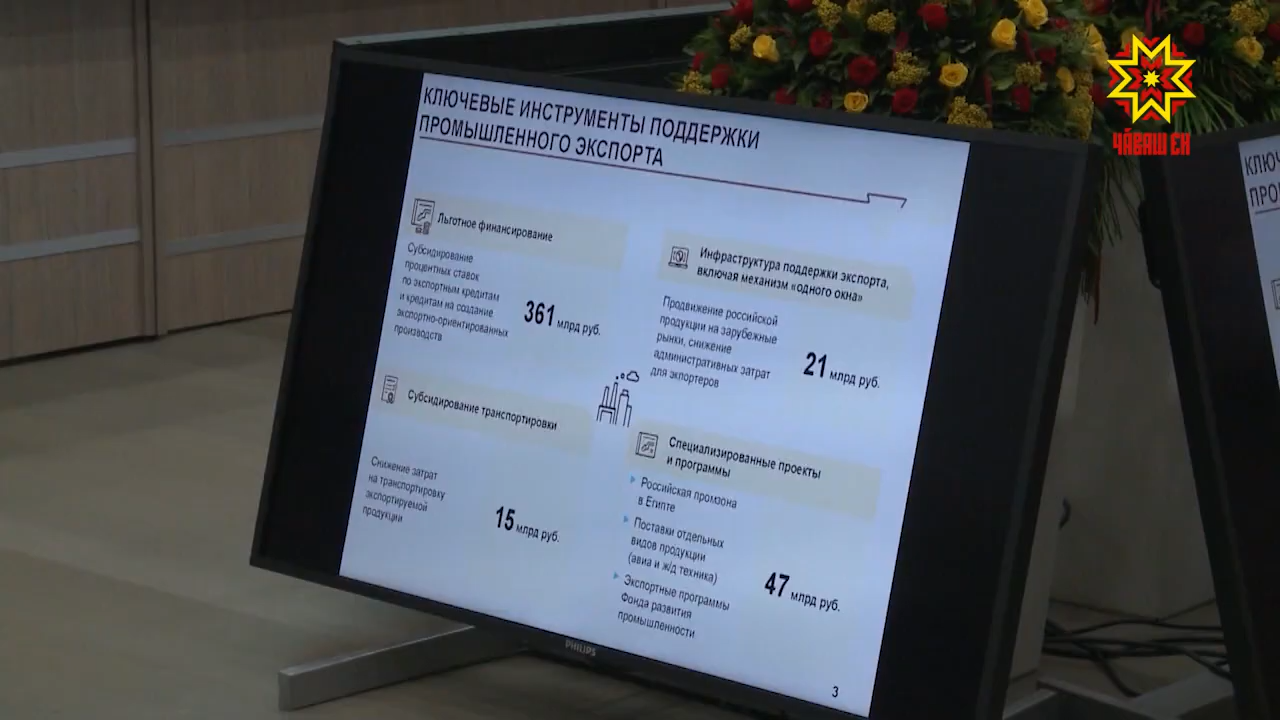 КЛЮЧЕВЫЕ ИНСТРУМЕНТЫ ПОДДЕРЖКИ
ПРОМЫШЛЕННОГО ЭКСПОРТА
Льготное финансирование
Субсидирование
процентных ставок
по экспортным кредитам
и кредитам на создание
экспортно-ориентированных
производств
361 млрд руб.
Инфраструктура поддержки экспорта,
включая механизм «одного окна»
Продвижение российской
продукции на зарубежные
рынки, снижение
административных затрат
для экпортеров
21 млрд руб.
Субсидирование транспортировки
Снижение затрат
на транспортировку
экспортируемой
продукции
15 млрд руб.
Специализированные проекты
и программы
Российская промзона
в Египте
Поставки отдельных
видов продукции
(авиа и ж/д техника)
Экспортные программы
Фонда развития
промышленности
47 млрд руб.
3
PHILIPS
ЧӐВАШ ЕН
КЛЮЧ
ПРО